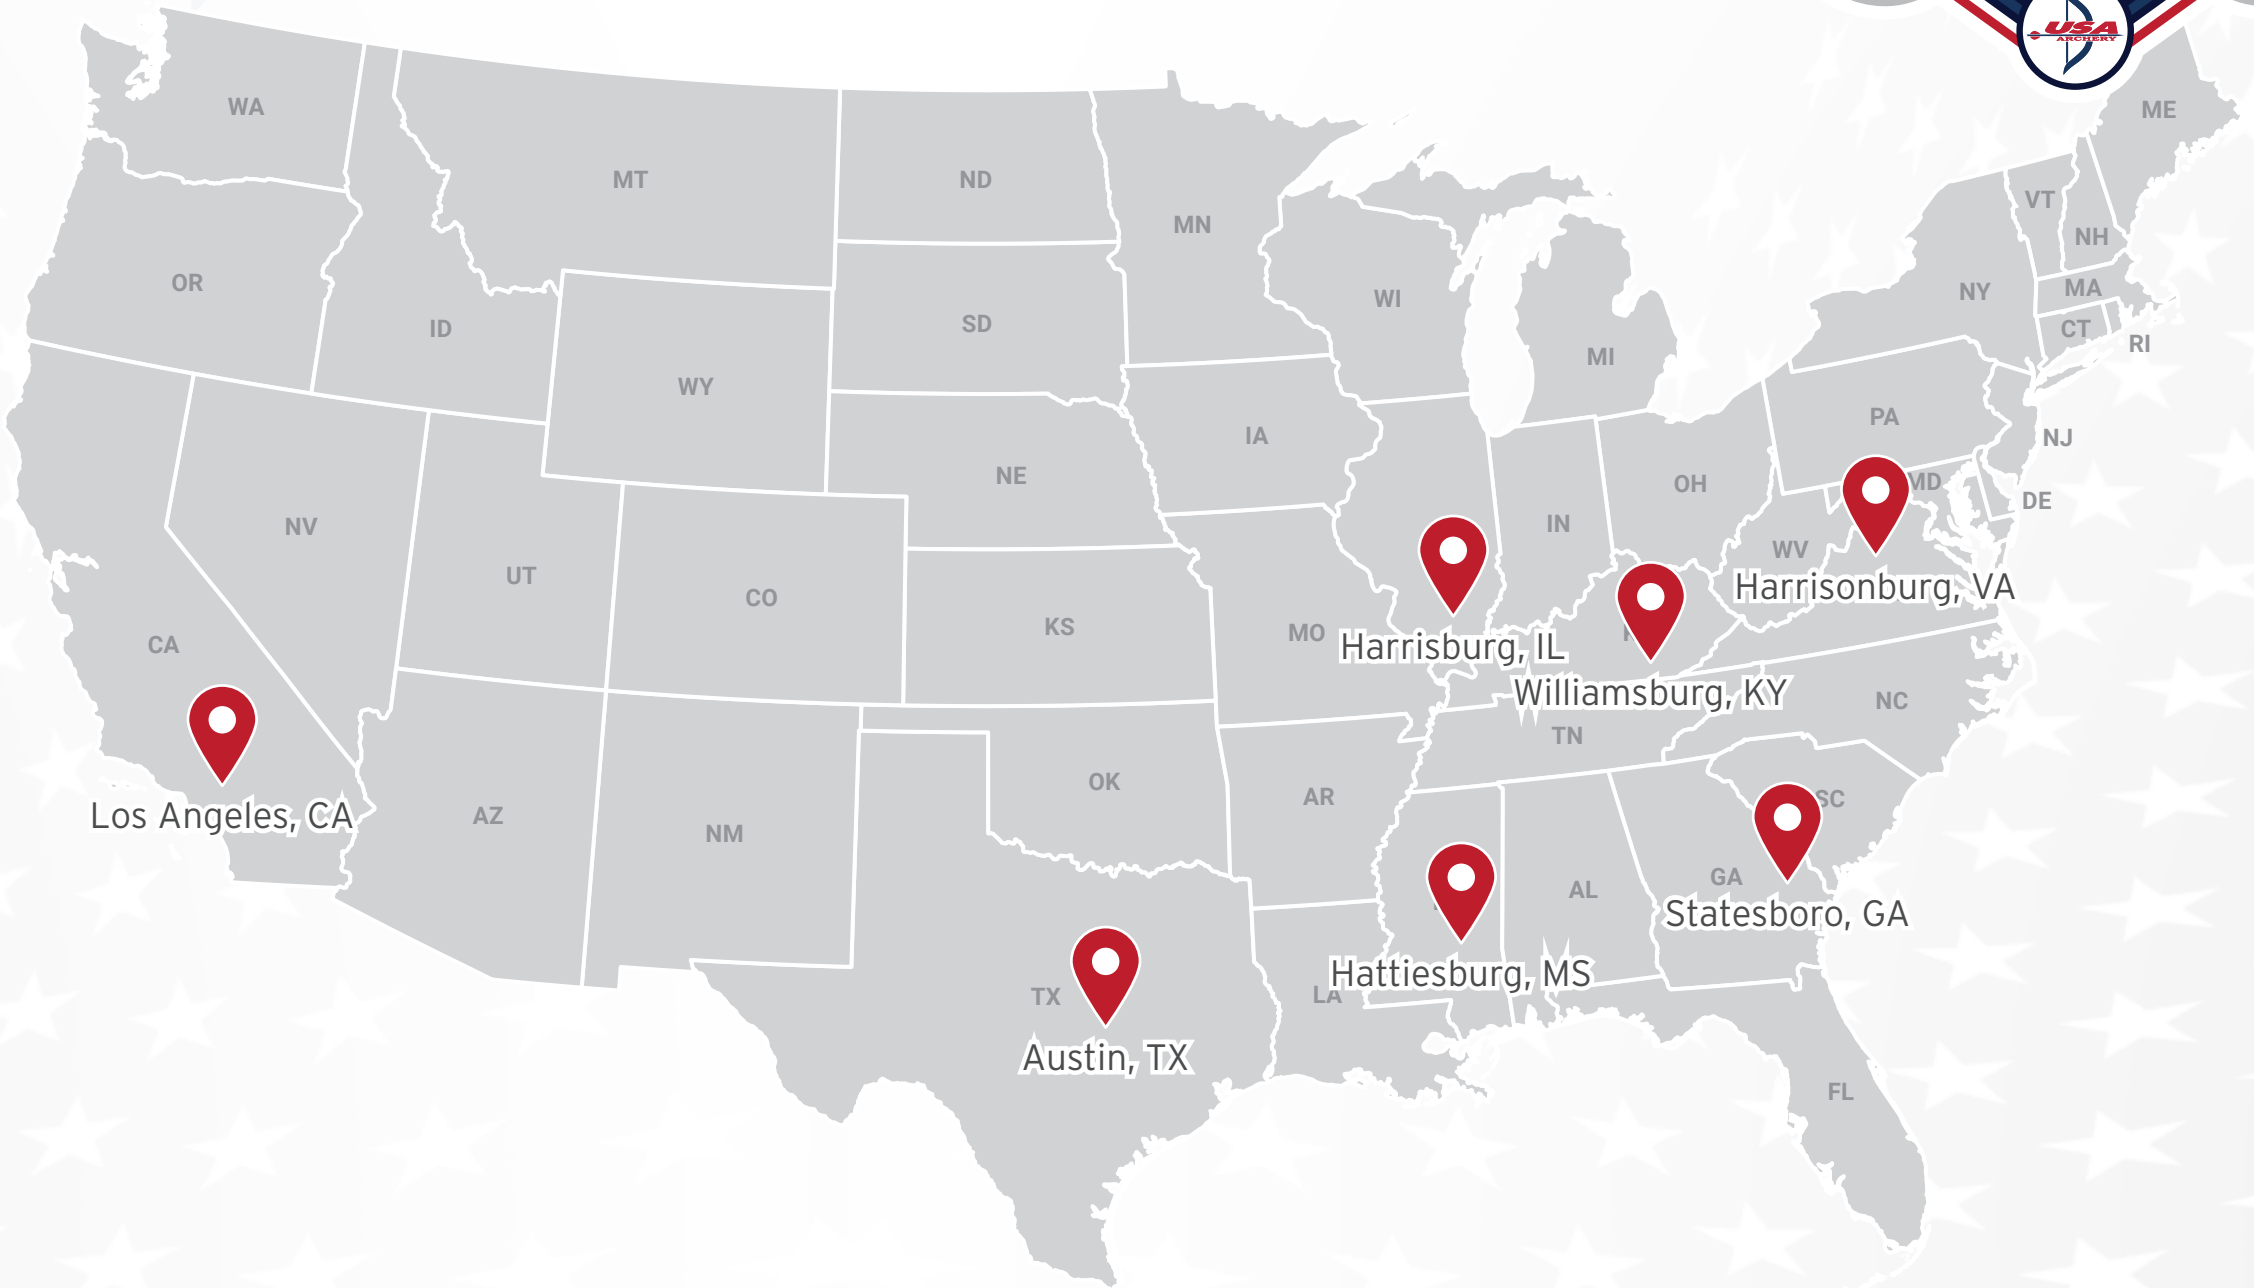 USA
ARCHERY
WA
ME
MT
ND
VT
MN
NH
OR
MA
NY
WI
SD
ID
CT
RI
MI
WY
PA
IA
NJ
NE
MD
OH
DE
IN
NV
WV
UT
Harrisonburg, VA
CO
KS
MO
CA
Harrisburg, IL
Williamsburg, KY
NC
TN
OK
AR
SC
Los Angeles, CA
AZ
NM
GA
AL
Statesboro, GA
Hattiesburg, MS
LA
TX
Austin, TX
FL